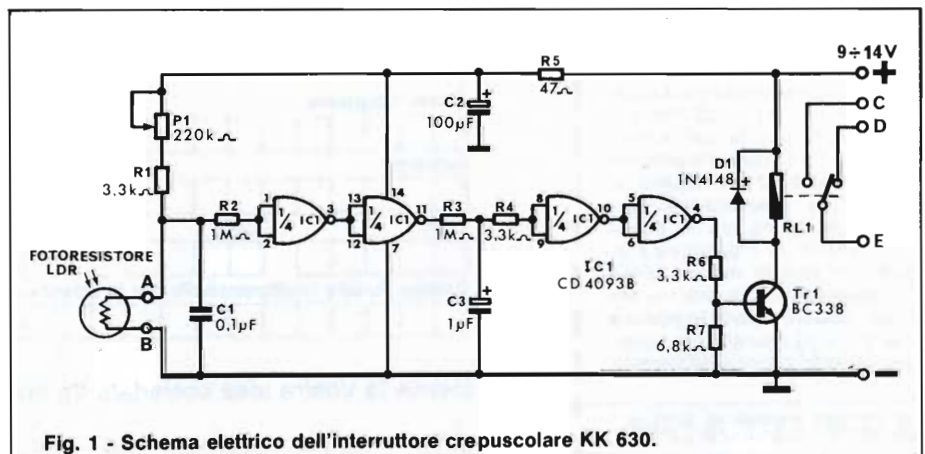 9÷14V
+
R5
47Ω
C
D
E
C2
100µF
+
P1
220kΩ
R1
3.3kΩ
D1
1N4148
+
RL1
R2
1MΩ
1
2
1/4 IC1
3
14
13
12
1/4 IC1
11
7
R3
1MΩ
R4
3.3kΩ
8
9
1/4 IC1
10
5
6
1/4 IC1
4
IC1
CD4093B
FOTORESISTORE
LDR
A
B
C1
0,1µF
C3
1µF
+
R6
3.3kΩ
R7
6,8kΩ
Tr1
BC338
−
Fig. 1 - Schema elettrico dell'interruttore crepuscolare KK 630.